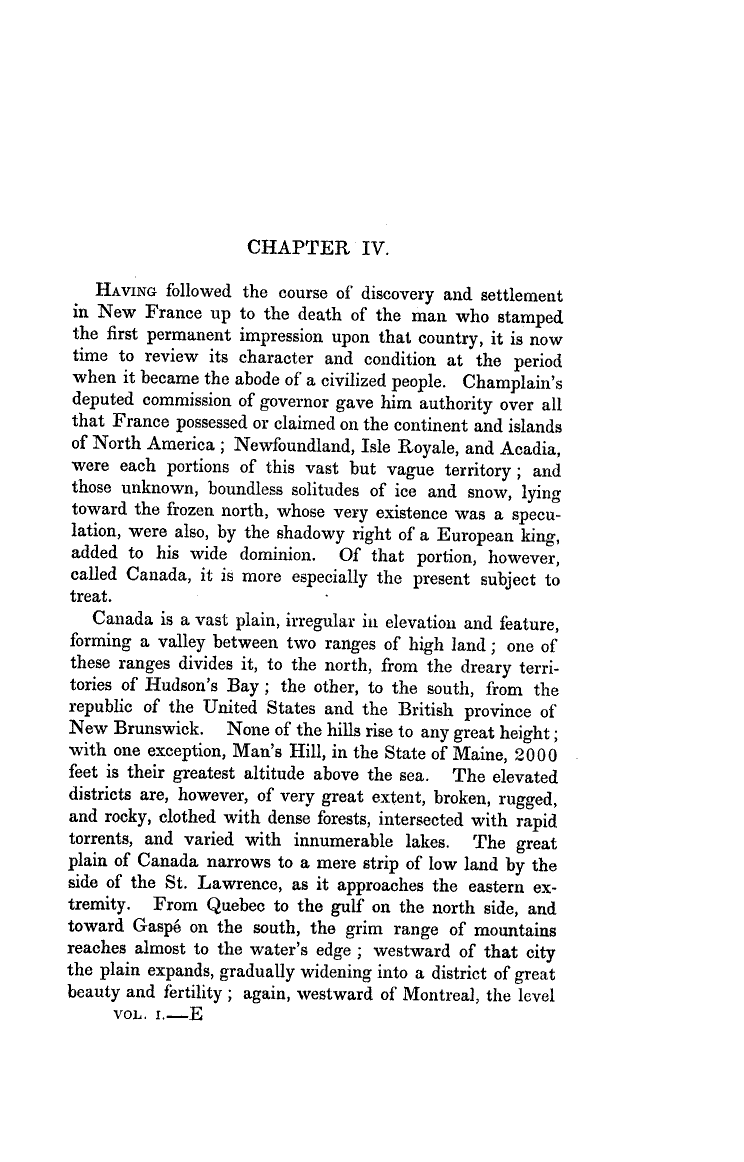 CHAPTER IV.
HAVING followed the course of discovery and settlement
in New France up to the death of the man who stamped
the first permanent impression upon that country, it is now
time to review its character and condition at the period
when it became the abode of a civilized people. Champlain's
deputed commission of governor gave him authority over all
that France possessed or claimed on the continent and islands
of North America ; Newfoundland, Isle Royale, and Acadia,
were each portions of this vast but vague territory ; and
those unknown, boundless solitudes of ice and snow, lying
toward the frozen north, whose very existence was a specu-
lation, were also, by the shadowy right of a European king,
added to his wide dominion. Of that portion, however,
called Canada, it is more especially the present subject to
treat.
Canada is a vast plain, irregular in elevation and feature,
forming a valley between two ranges of high land ; one of
these ranges divides it, to the north, from the dreary terri-
tories of Hudson's Bay ; the other, to the south, from the
republic of the United States and the British province of
New Brunswick. None of the hills rise to any great height ;
with one exception, Man's Hill, in the State of Maine, 2000
feet is their greatest altitude above the sea. The elevated
districts are, however, of very great extent, broken, rugged,
and rocky, clothed with dense forests, intersected with rapid
torrents, and varied with innumerable lakes. The great
plain of Canada narrows to a mere strip of low land by the
side of the St. Lawrence, as it approaches the eastern ex-
tremity. From Quebec to the gulf on the north side, and
toward Gaspé on the south, the grim range of mountains
reaches almost to the water's edge ; westward of that city
the plain expands, gradually widening into a district of great
beauty and fertility ; again, westward of Montreal, the level
VOL. I.—E